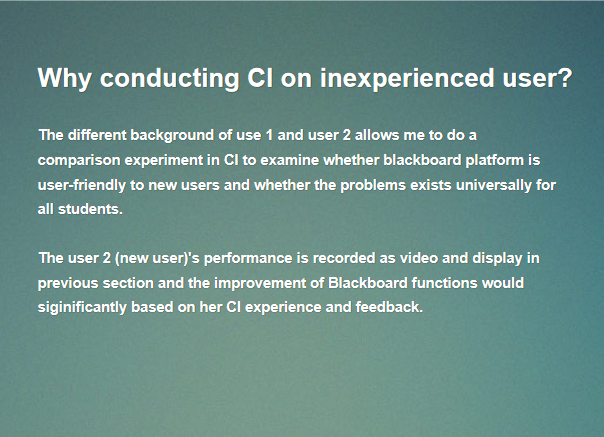 Why conducting CI on inexperienced user?
The different background of use 1 and user 2 allows me to do a
comparison experiment in CI to examine whether blackboard platform is
user-friendly to new users and whether the problems exists universally for
all students.
The user 2 (new user)'s performance is recorded as video and display in
previous section and the improvement of Blackboard functions would
siginificantly based on her CI experience and feedback.